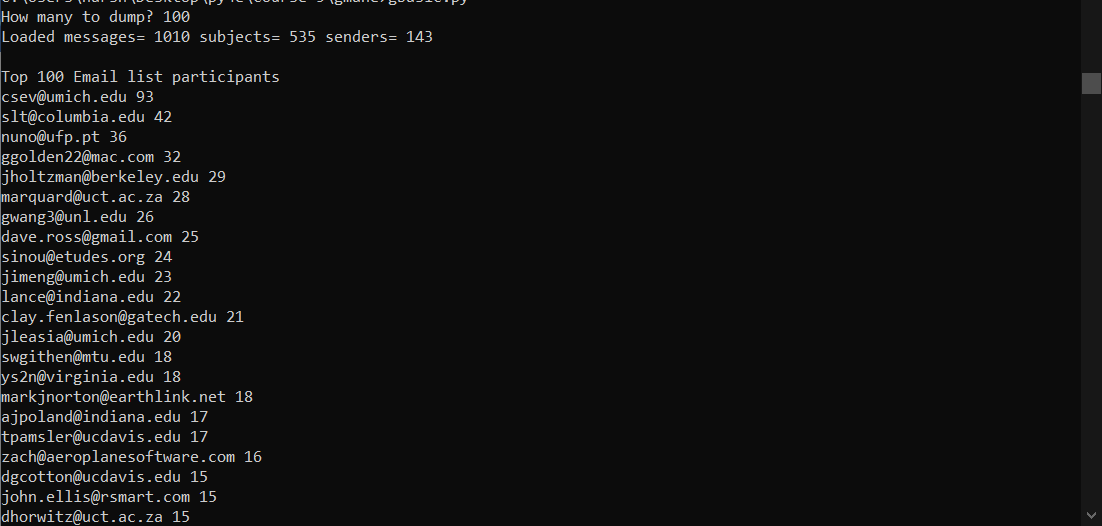 How many to dump? 100
Loaded messages= 1010 subjects= 535 senders= 143
Top 100 Email list participants
csev@umich.edu 93
slt@columbia.edu 42
nuno@ufp.pt 36
ggolden22@mac.com 32
jholtzman@berkeley.edu 29
marquard@uct.ac.za 28
gwang3@unl.edu 26
dave.ross@gmail.com 25
sinou@etudes.org 24
jimeng@umich.edu 23
lance@indiana.edu 22
clay.fenlason@gatech.edu 21
jleasia@umich.edu 20
swgithen@mtu.edu 18
ys2n@virginia.edu 18
markjnorton@earthlink.net 18
ajpoland@indiana.edu 17
tpamsler@ucdavis.edu 17
zach@aeroplanesoftware.com 16
dgcotton@ucdavis.edu 15
john.ellis@rsmart.com 15
dhorwitz@uct.ac.za 15